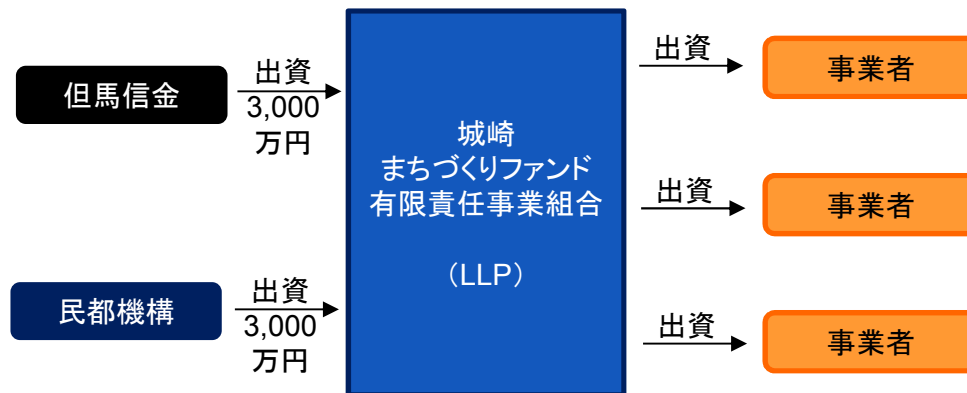 但馬信金
出資
3,000
万円
民都機構
出資
3,000
万円
城崎
まちづくりファンド
有限責任事業組合
（LLP）
出資
事業者
出資
事業者
出資
事業者